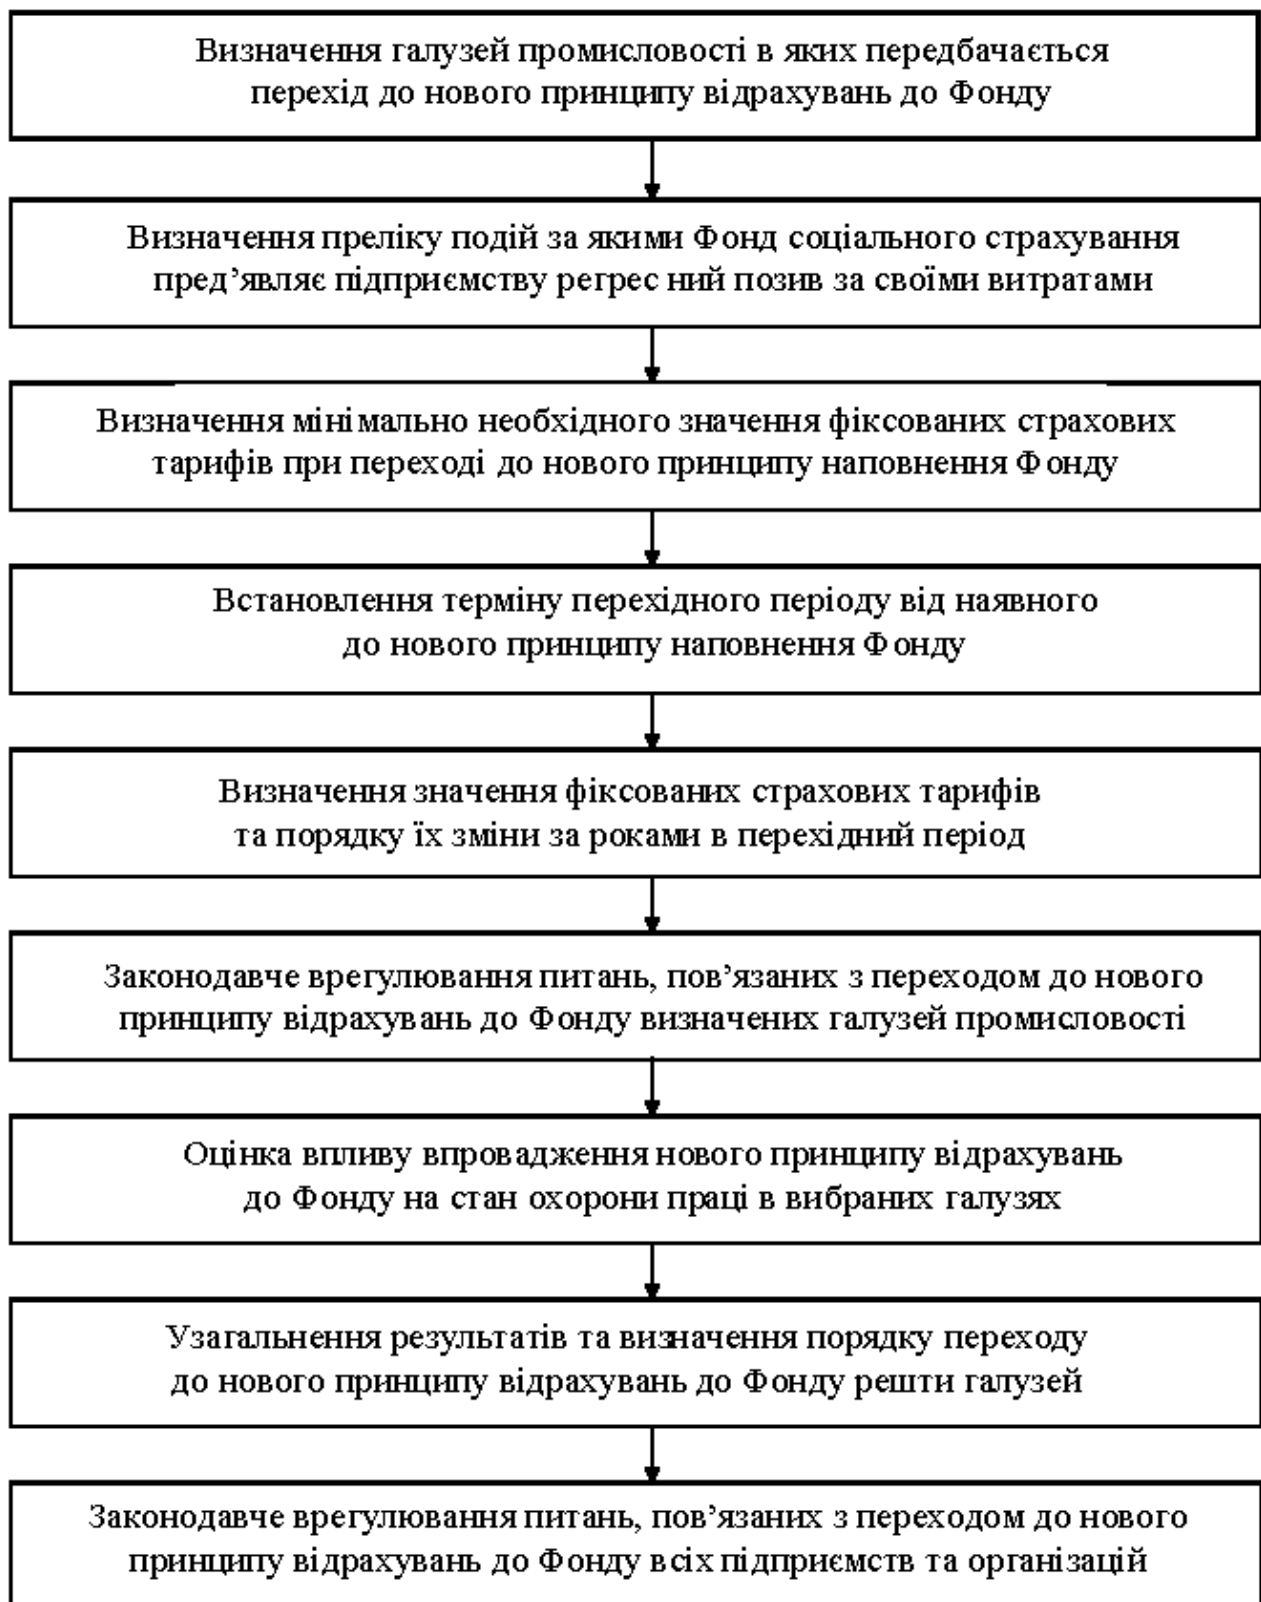 Визначення галузей промисловості в яких передбачається
перехід до нового принципу відрахувань до Фонду
Визначення преліку подій за якими Фонд соціального страхування
пред’являє підприємству регрес ний позив за своїми витратами
Визначення мінімально необхідного значення фіксованих страхових
тарифів при переході до нового принципу наповнення Фонду
Встановлення терміну перехідного періоду від наявного
до нового принципу наповнення Фонду
Визначення значення фіксованих страхових тарифів
та порядку їх зміни за роками в перехідний період
Законодавче врегулювання питань, пов’язаних з переходом до нового
принципу відрахувань до Фонду визначених галузей промисловості
Оцінка впливу впровадження нового принципу відрахувань
до Фонду на стан охорони праці в вибраних галузях
Узагальнення результатів та визначення порядку переходу
до нового принципу відрахувань до Фонду решти галузей
Законодавче врегулювання питань, пов’язаних з переходом до нового
принципу відрахувань до Фонду всіх підприємств та організацій